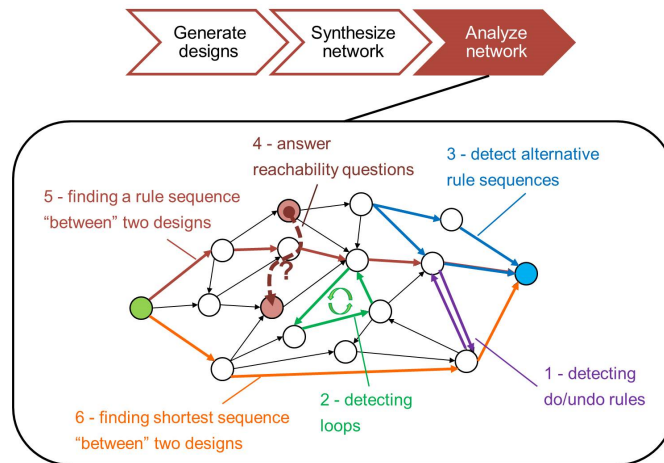 Generate
designs
Synthesize
network
Analyze
network
4 - answer
reachability questions
3 - detect alternative
rule sequences
5 - finding a rule sequence
“between” two designs
?
1 - detecting
do/undo rules
2 - detecting
loops
6 - finding shortest sequence
“between” two designs